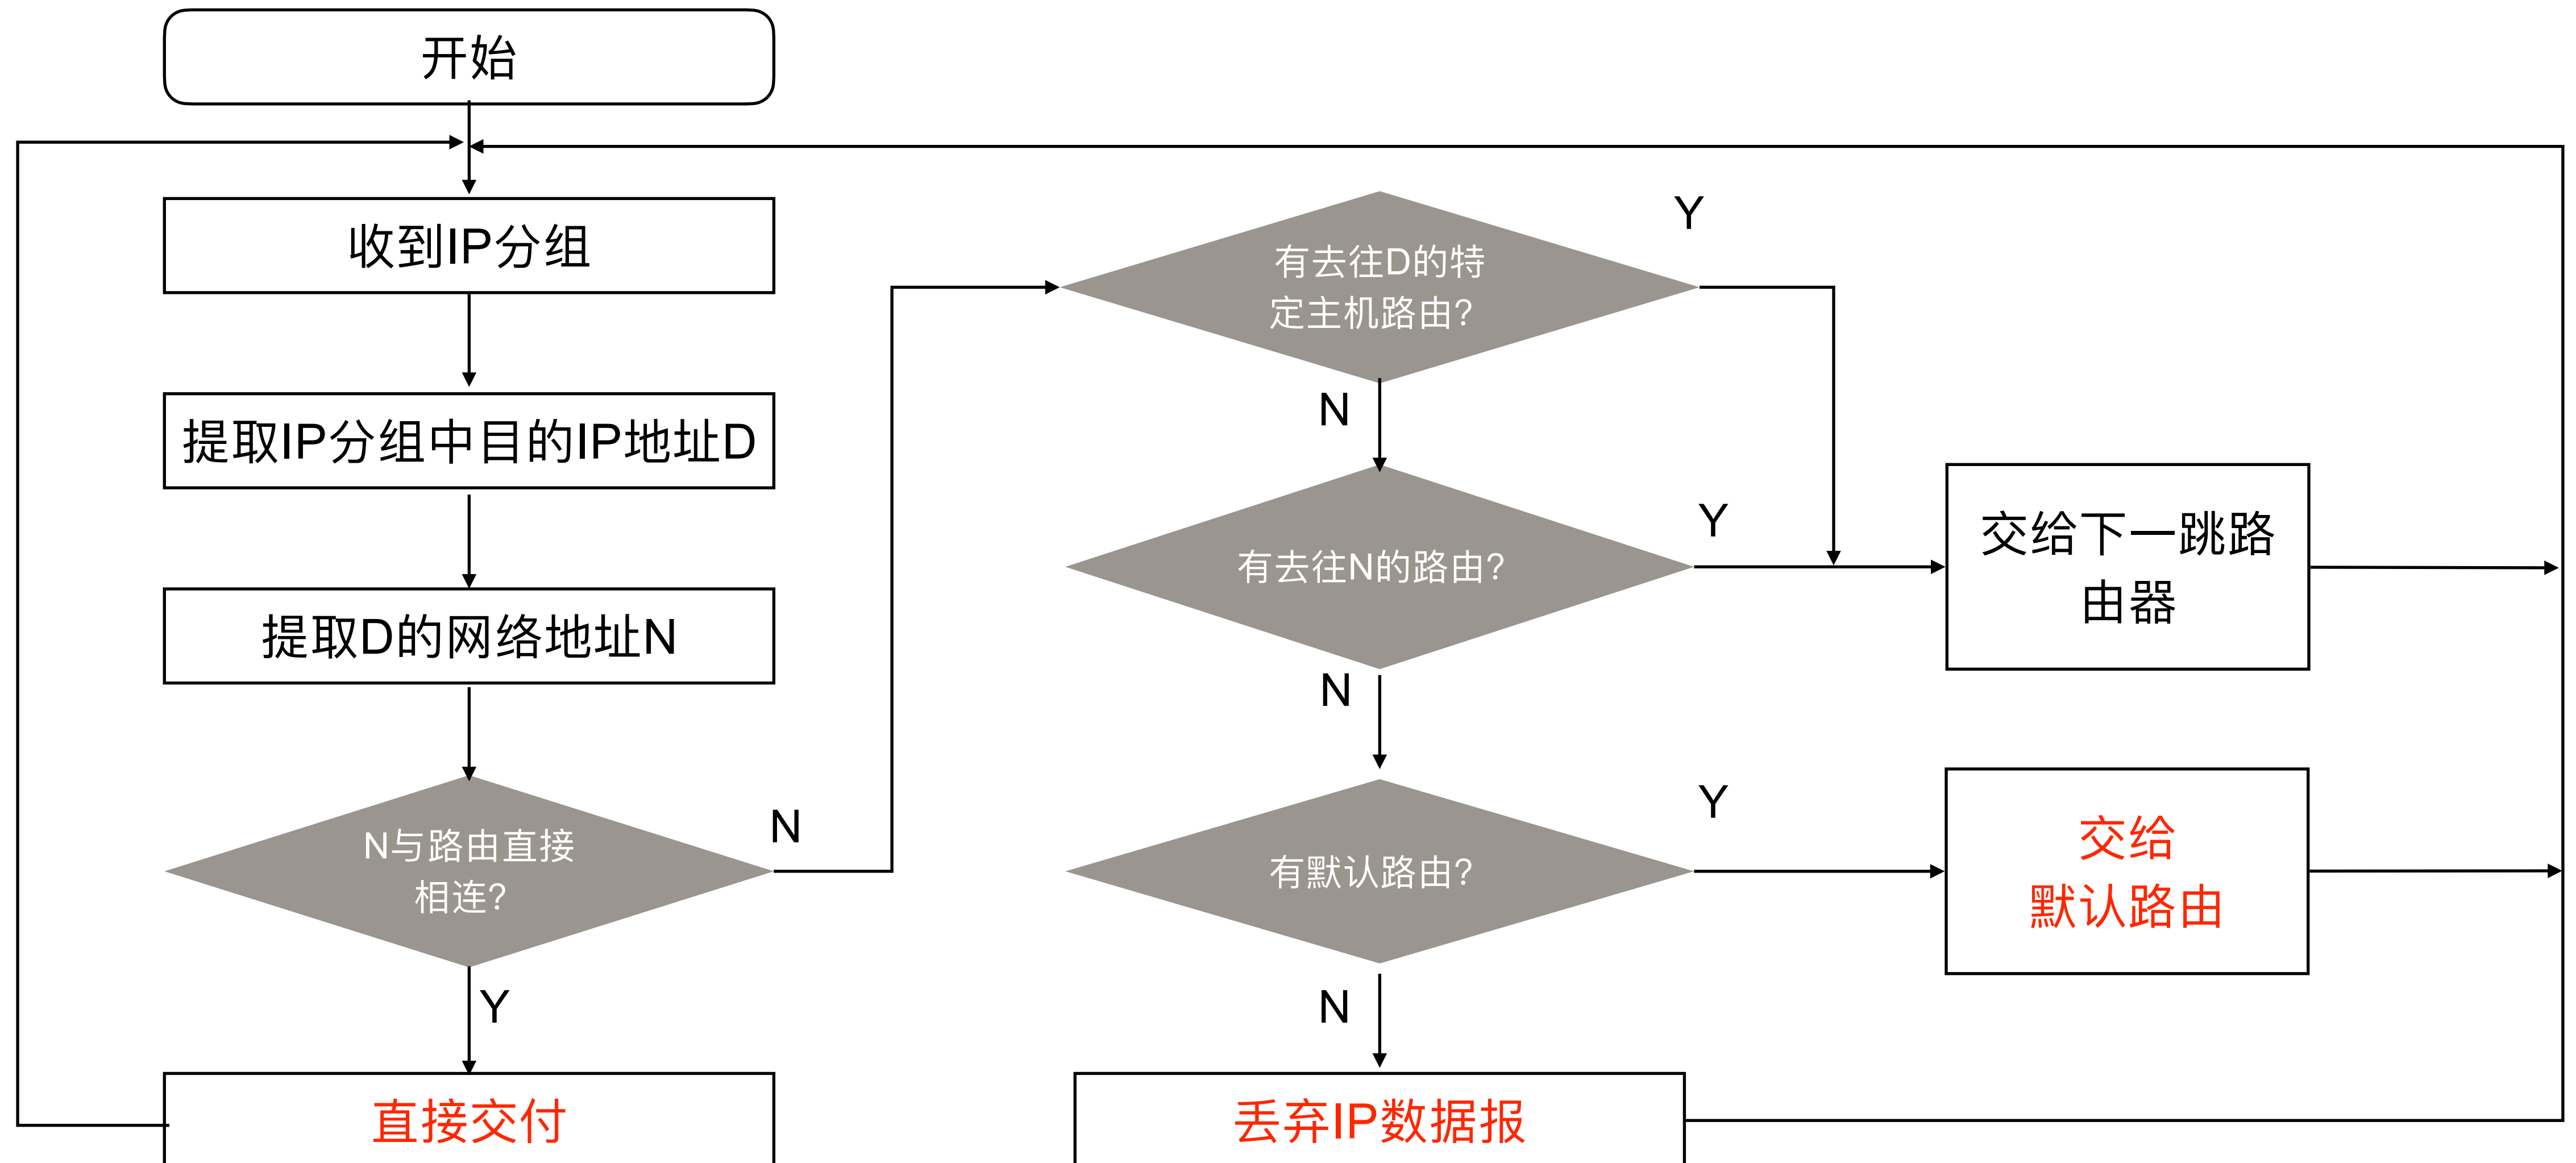 开始
收到IP分组
提取IP分组中目的IP地址D
提取D的网络地址N
N与路由直接
相连?
N
Y
直接交付
有去往D的特
定主机路由?
Y
N
有去往N的路由?
Y
N
交给下一跳路
由器
有默认路由?
Y
N
交给
默认路由
丢弃IP数据报